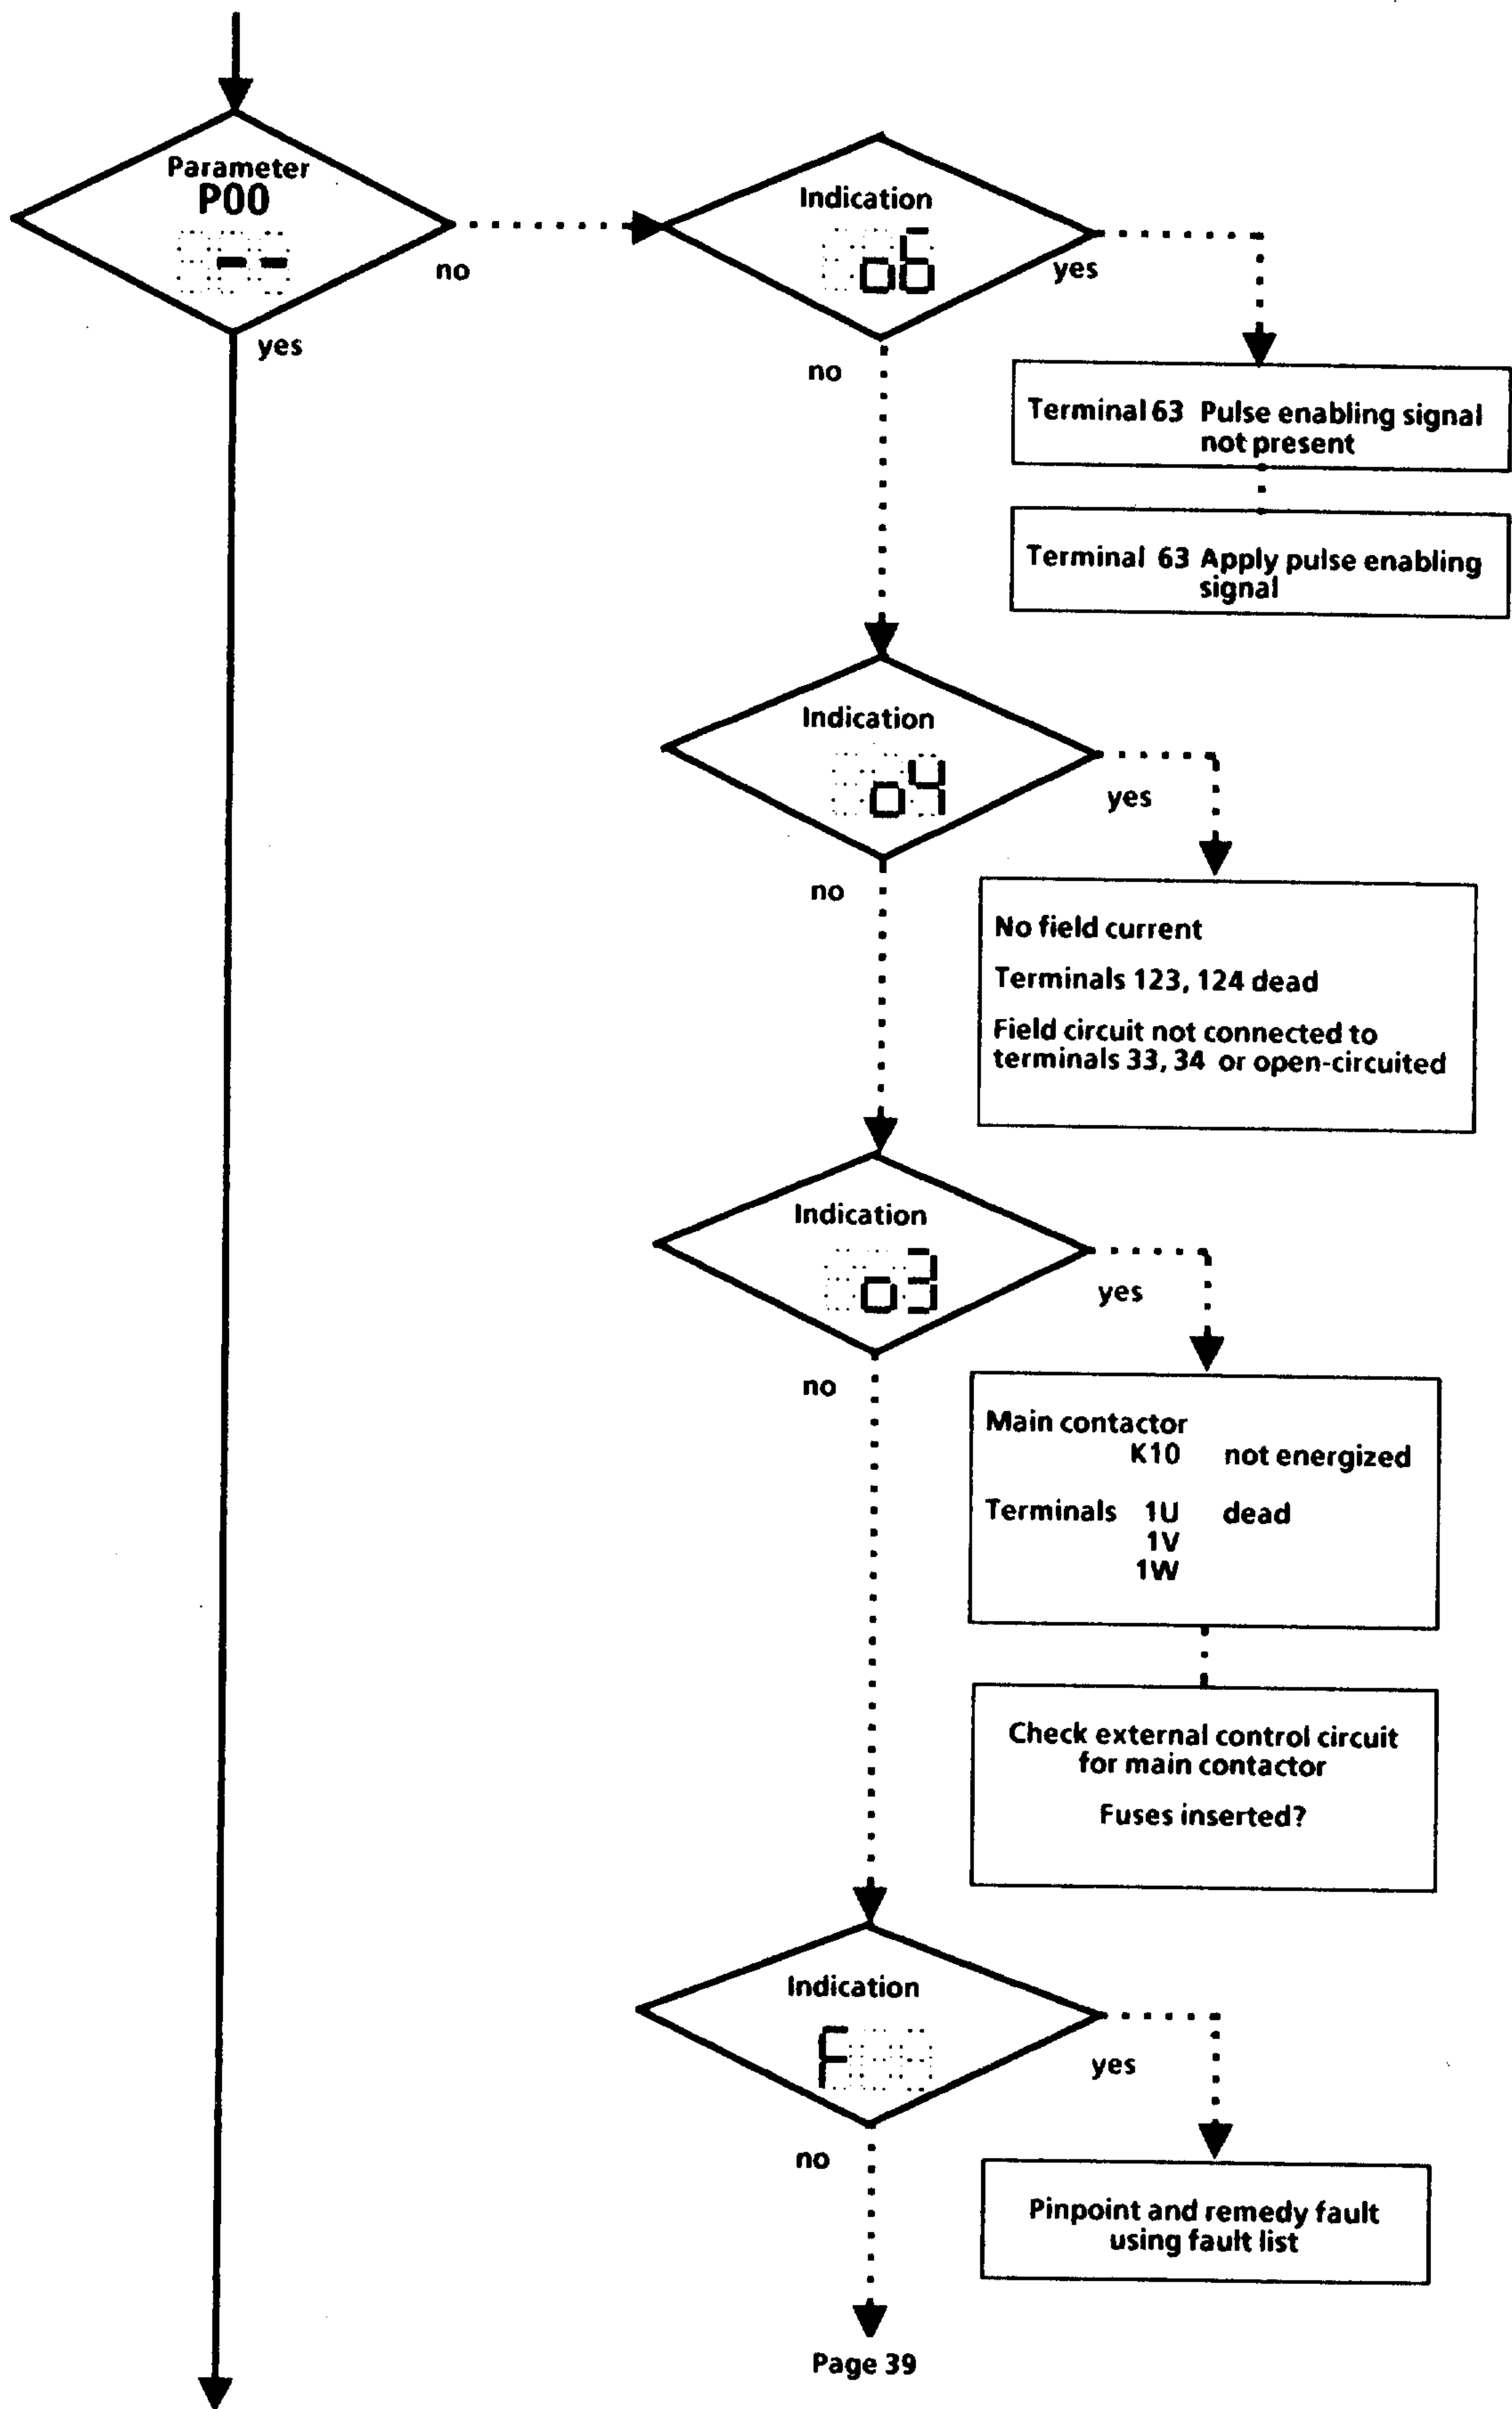 Parameter
P00
--
no
yes
Indication
o6
yes
no
Terminal 63 Pulse enabling signal
not present
Terminal 63 Apply pulse enabling
signal
Indication
o4
yes
no
No field current
Terminals 123, 124 dead
Field circuit not connected to
terminals 33, 34 or open-circuited
Indication
o3
yes
no
Main contactor
K10 not energized
Terminals 1U dead
1V
1W
Check external control circuit
for main contactor
Fuses inserted?
Indication
F
yes
no
Pinpoint and remedy fault
using fault list
Page 39